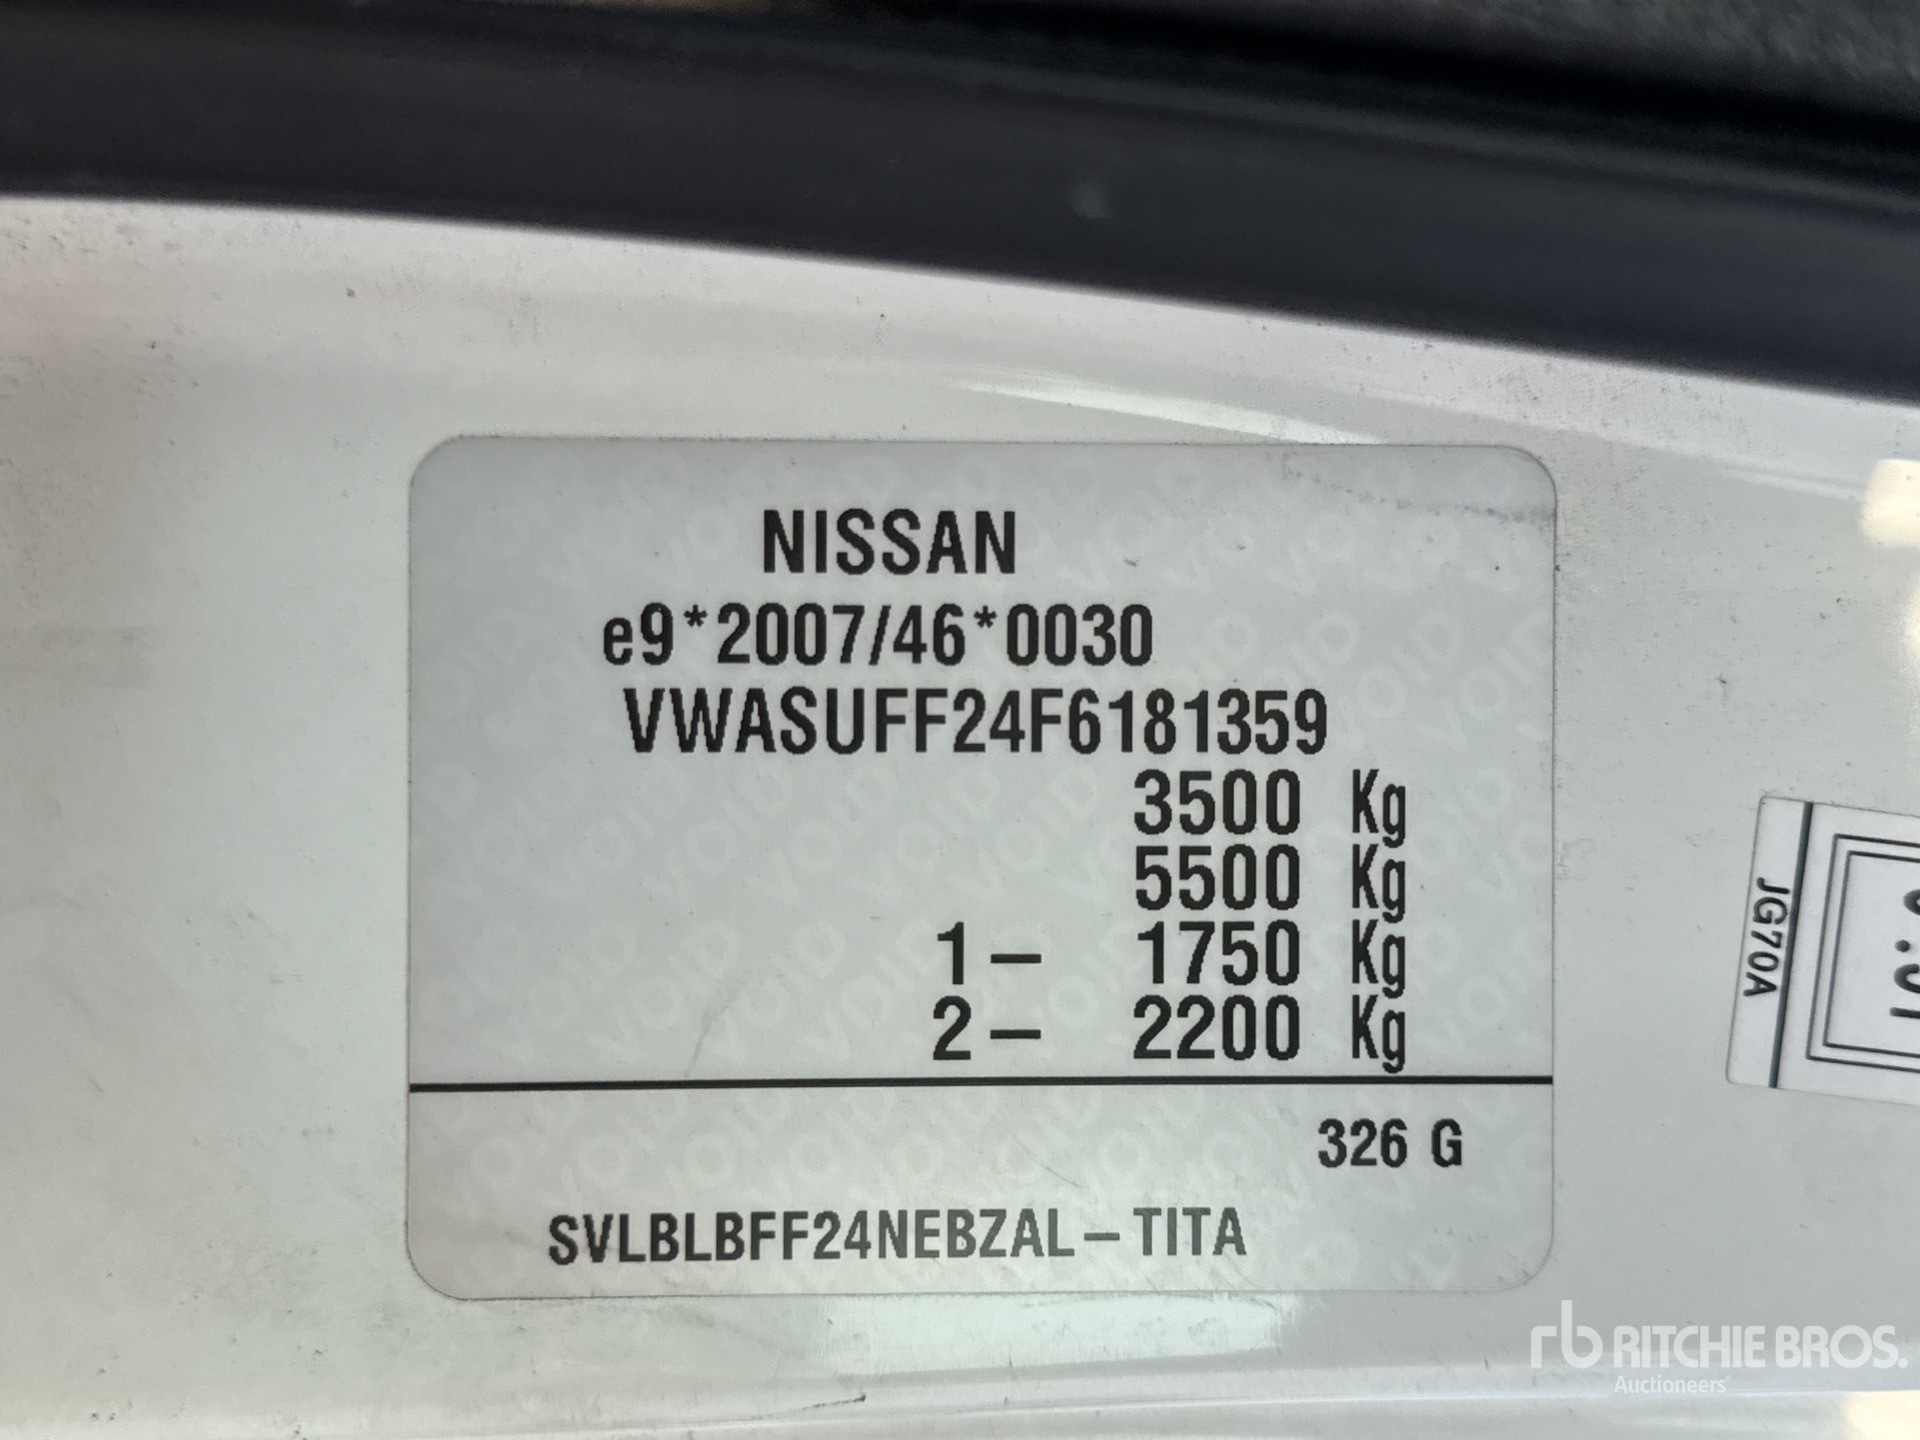 NISSAN
e9*2007/46*0030
VWASUFF24F6181359
3500 Kg
5500 Kg
1- 1750 Kg
2- 2200 Kg
326 G
SVLBLBFF24NEBZAL-TITA
JG70A
rb RITCHIE BROS.
Auctioneers